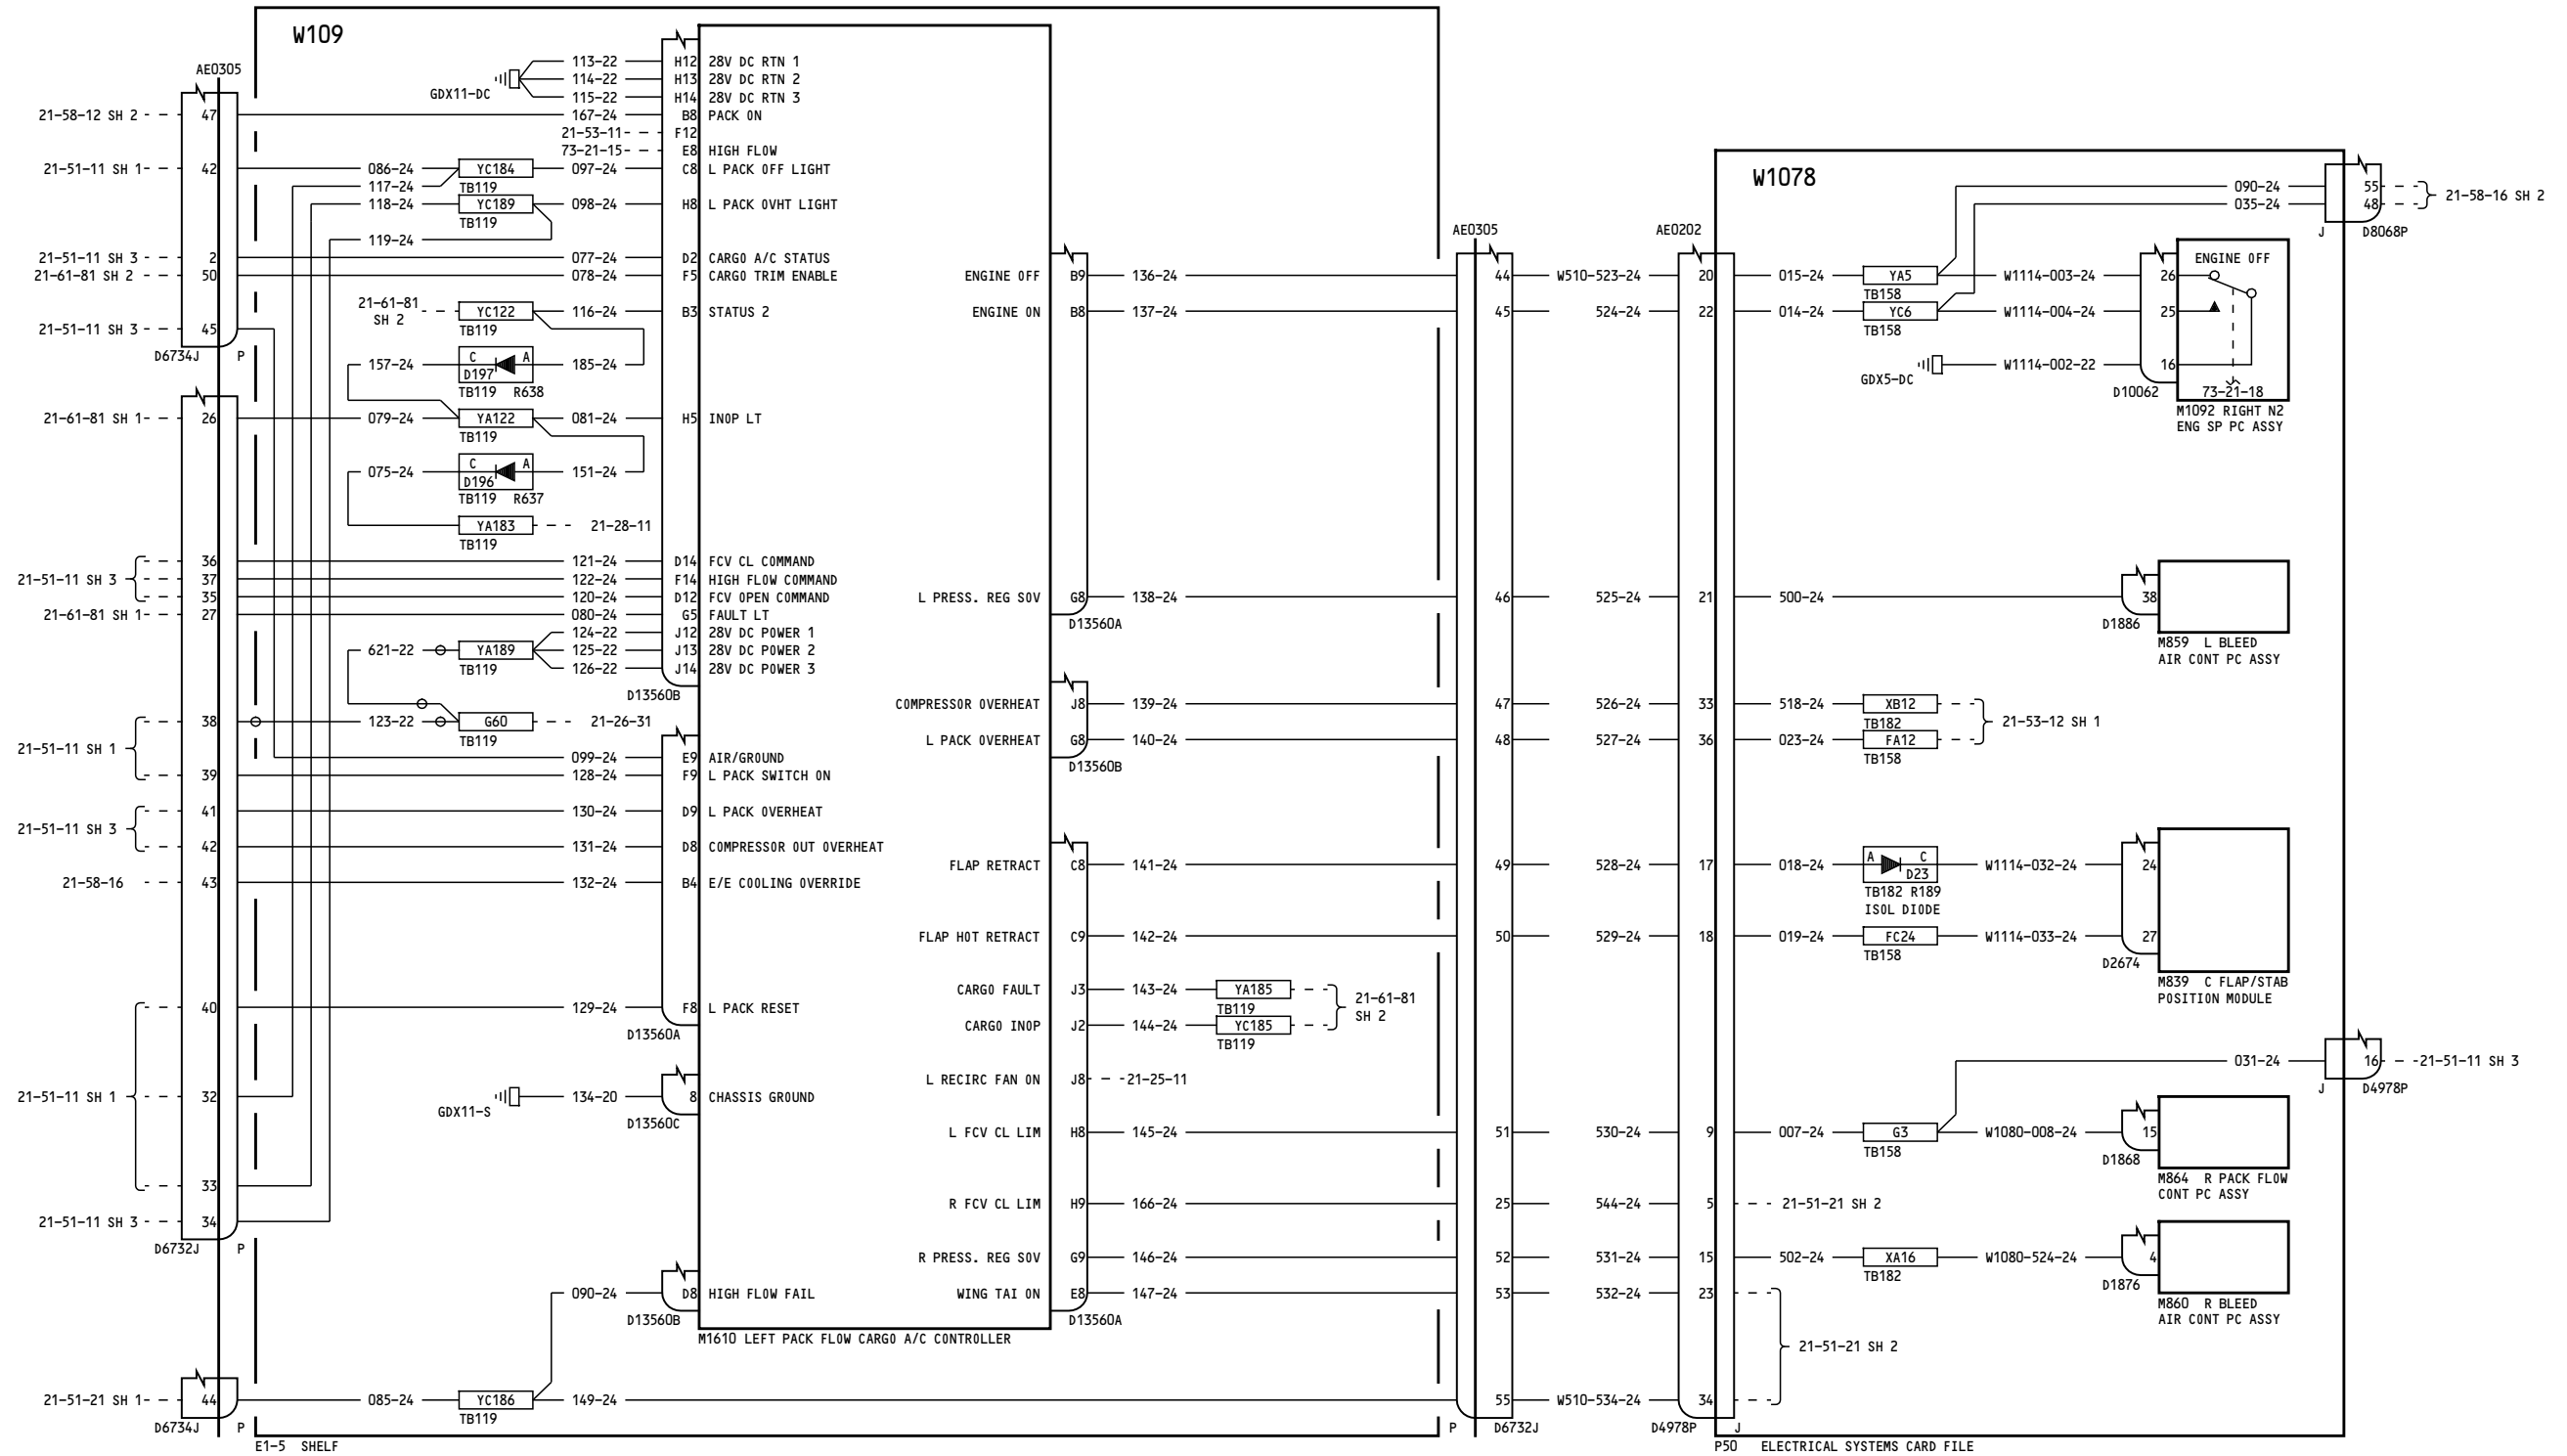 W109
AE0305
21-58-12 SH 2
47
21-51-11 SH 1
42
21-51-11 SH 3
2
21-61-81 SH 2
50
21-51-11 SH 3
45
D6734J
P
21-61-81 SH 1
26
21-51-11 SH 3
36
37
35
21-61-81 SH 1
27
21-51-11 SH 1
38
39
21-51-11 SH 3
41
42
21-58-16
43
21-51-11 SH 1
40
32
33
21-51-11 SH 3
34
D6732J
P
21-51-21 SH 1
44
D6734J
P
E1-5 SHELF
GDX11-DC
113-22 H12 28V DC RTN 1
114-22 H13 28V DC RTN 2
115-22 H14 28V DC RTN 3
167-24 B8 PACK ON
21-53-11 F12
73-21-15 E8 HIGH FLOW
086-24 YC184 097-24 C8 L PACK OFF LIGHT
117-24 TB119
118-24 YC189 098-24 H8 L PACK OVHT LIGHT
TB119
119-24
077-24 D2 CARGO A/C STATUS
078-24 F5 CARGO TRIM ENABLE
21-61-81
SH 2
YC122 116-24 B3 STATUS 2
TB119
157-24 C D197 A 185-24
TB119 R638
079-24 YA122 081-24 H5 INOP LT
TB119
075-24 C D196 A 151-24
TB119 R637
YA183 21-28-11
TB119
121-24 D14 FCV CL COMMAND
122-24 F14 HIGH FLOW COMMAND
120-24 D12 FCV OPEN COMMAND
080-24 G5 FAULT LT
124-22 J12 28V DC POWER 1
621-22 YA189 125-22 J13 28V DC POWER 2
TB119 126-22 J14 28V DC POWER 3
D13560B
123-22 G60 21-26-31
TB119
099-24 E9 AIR/GROUND
128-24 F9 L PACK SWITCH ON
130-24 D9 L PACK OVERHEAT
131-24 D8 COMPRESSOR OUT OVERHEAT
132-24 B4 E/E COOLING OVERRIDE
129-24 F8 L PACK RESET
D13560A
GDX11-S
134-20 8 CHASSIS GROUND
D13560C
090-24 D8 HIGH FLOW FAIL
D13560B
085-24 YC186 149-24
TB119
M1610 LEFT PACK FLOW CARGO A/C CONTROLLER
ENGINE OFF B9 136-24
ENGINE ON B8 137-24
L PRESS. REG SOV G8 138-24
D13560A
COMPRESSOR OVERHEAT J8 139-24
L PACK OVERHEAT G8 140-24
D13560B
FLAP RETRACT C8 141-24
FLAP HOT RETRACT C9 142-24
CARGO FAULT J3 143-24 YA185
TB119
CARGO INOP J2 144-24 YC185
TB119
21-61-81
SH 2
L RECIRC FAN ON J8 21-25-11
L FCV CL LIM H8 145-24
R FCV CL LIM H9 166-24
R PRESS. REG SOV G9 146-24
WING TAI ON E8 147-24
D13560A
AE0305
AE0202
44 W510-523-24 20
45 524-24 22
46 525-24 21
47 526-24 33
48 527-24 36
49 528-24 17
50 529-24 18
51 530-24 9
25 544-24 5
52 531-24 15
53 532-24 23
55 W510-534-24 34
P D6732J
D4978P J
W1078
090-24 55
035-24 48
21-58-16 SH 2
J D8068P
015-24 YA5 W1114-003-24 26
TB158
014-24 YC6 W1114-004-24 25
TB158
GDX5-DC
W1114-002-22 16
D10062
ENGINE OFF
73-21-18
M1092 RIGHT N2
ENG SP PC ASSY
500-24 38
D1886
M859 L BLEED
AIR CONT PC ASSY
518-24 XB12
TB182
21-53-12 SH 1
023-24 FA12
TB158
018-24 A C D23 W1114-032-24 24
TB182 R189
ISOL DIODE
019-24 FC24 W1114-033-24 27
TB158
D2674
M839 C FLAP/STAB
POSITION MODULE
031-24 16 21-51-11 SH 3
J D4978P
007-24 G3 W1080-008-24 15
TB158
D1868
M864 R PACK FLOW
CONT PC ASSY
21-51-21 SH 2
502-24 XA16 W1080-524-24 4
TB182
D1876
M860 R BLEED
AIR CONT PC ASSY
21-51-21 SH 2
P50 ELECTRICAL SYSTEMS CARD FILE